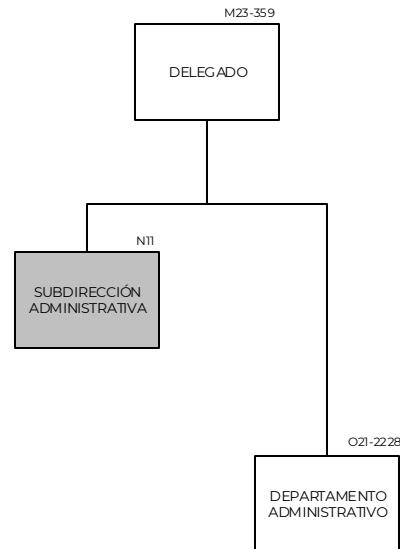 M23-359
DELEGADO
N11
SUBDIRECCIÓN
ADMINISTRATIVA
O21-2228
DEPARTAMENTO
ADMINISTRATIVO